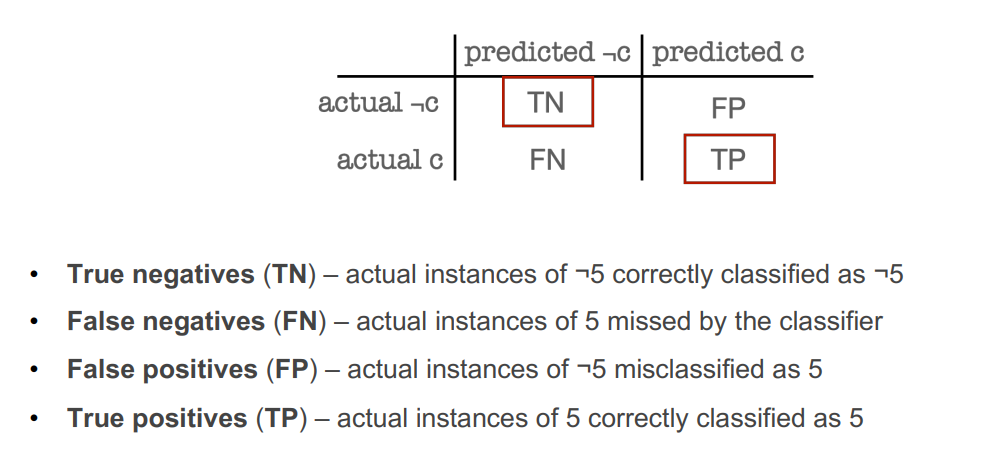 predicted ¬c predicted c
actual ¬c TN FP
actual c FN TP
• True negatives (TN) – actual instances of ¬5 correctly classified as ¬5
• False negatives (FN) – actual instances of 5 missed by the classifier
• False positives (FP) – actual instances of ¬5 misclassified as 5
• True positives (TP) – actual instances of 5 correctly classified as 5